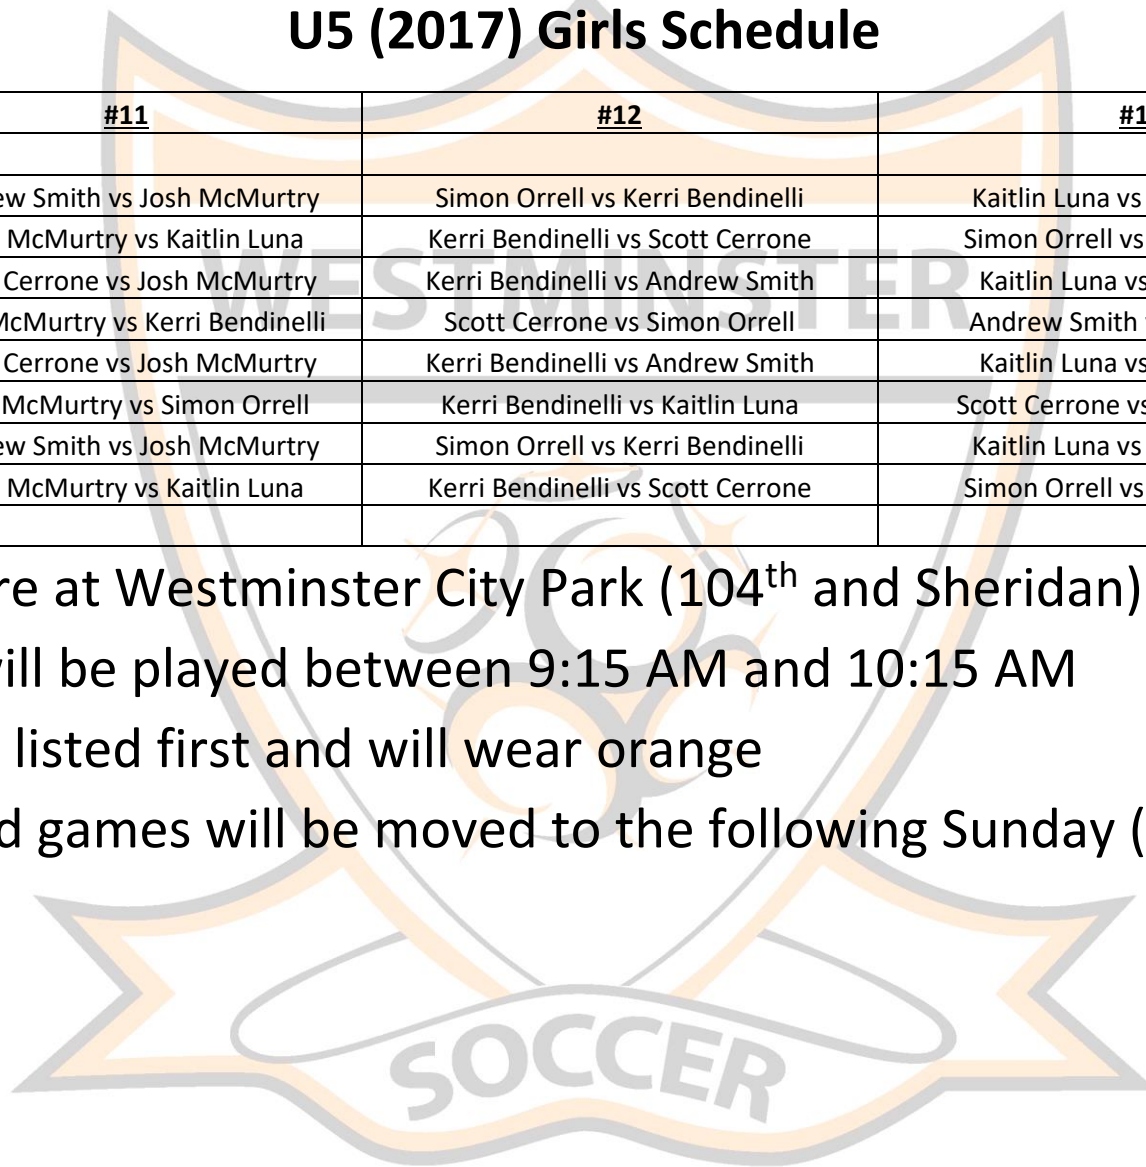 U5 (2017) Girls Schedule
#11 #12 #1
ew Smith vs Josh McMurtry Simon Orrell vs Kerri Bendinelli Kaitlin Luna vs
McMurtry vs Kaitlin Luna Kerri Bendinelli vs Scott Cerrone Simon Orrell vs
Cerrone vs Josh McMurtry Kerri Bendinelli vs Andrew Smith Kaitlin Luna vs
McMurtry vs Kerri Bendinelli Scott Cerrone vs Simon Orrell Andrew Smith
Cerrone vs Josh McMurtry Kerri Bendinelli vs Andrew Smith Kaitlin Luna vs
McMurtry vs Simon Orrell Kerri Bendinelli vs Kaitlin Luna Scott Cerrone vs
ew Smith vs Josh McMurtry Simon Orrell vs Kerri Bendinelli Kaitlin Luna vs
McMurtry vs Kaitlin Luna Kerri Bendinelli vs Scott Cerrone Simon Orrell vs
WESTMINSTER
re at Westminster City Park (104th and Sheridan)
ill be played between 9:15 AM and 10:15 AM
listed first and will wear orange
d games will be moved to the following Sunday (
SOCCER